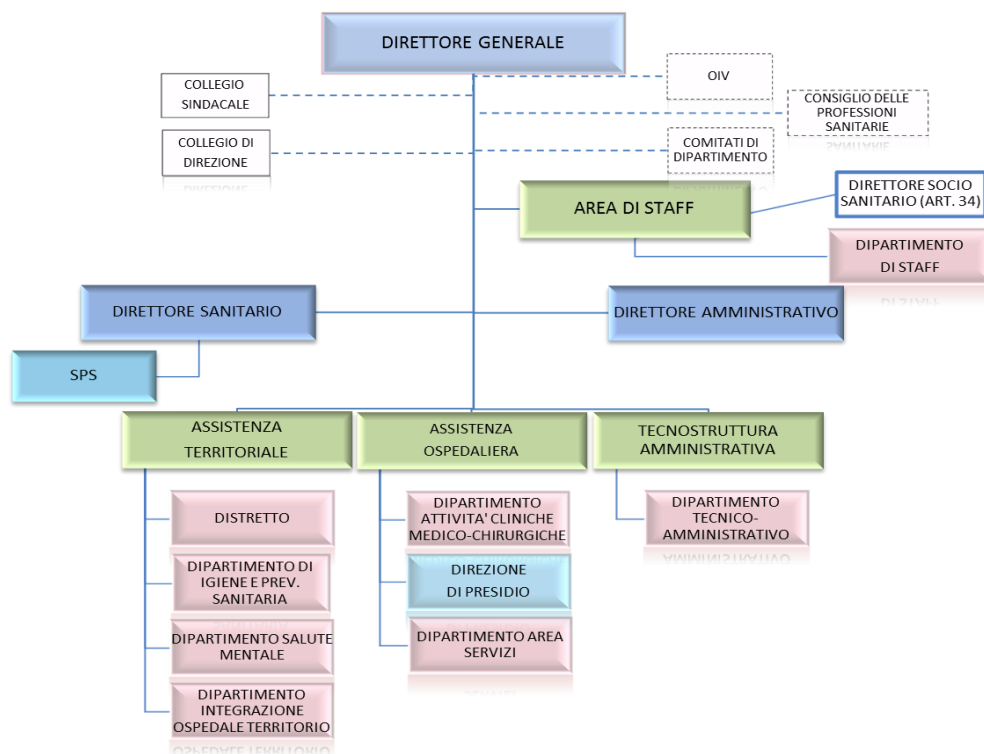 DIRETTORE GENERALE
COLLEGIO
SINDACALE
OIV
CONSIGLIO DELLE
PROFESSIONI
SANITARIE
COLLEGIO DI
DIREZIONE
COMITATI DI
DIPARTIMENTO
AREA DI STAFF
DIRETTORE SOCIO
SANITARIO (ART. 34)
DIPARTIMENTO
DI STAFF
DIRETTORE SANITARIO
DIRETTORE AMMINISTRATIVO
SPS
ASSISTENZA
TERRITORIALE
ASSISTENZA
OSPEDALIERA
TECNOSTRUTTURA
AMMINISTRATIVA
DISTRETTO
DIPARTIMENTO DI
IGIENE E PREV.
SANITARIA
DIPARTIMENTO SALUTE
MENTALE
DIPARTIMENTO
INTEGRAZIONE
OSPEDALE TERRITORIO
DIPARTIMENTO
ATTIVITA' CLINICHE
MEDICO-CHIRURGICHE
DIREZIONE
DI PRESIDIO
DIPARTIMENTO AREA
SERVIZI
DIPARTIMENTO
TECNICO-
AMMINISTRATIVO